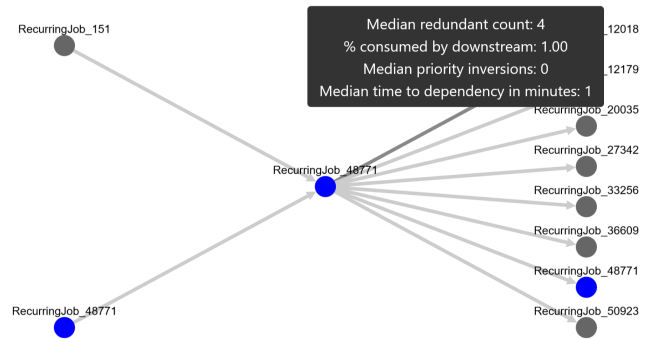 RecurringJob_151
Median redundant count: 4
% consumed by downstream: 1.00
Median priority inversions: 0
Median time to dependency in minutes: 1
_12018
_12179
RecurringJob_20035
RecurringJob_27342
RecurringJob_48771
RecurringJob_33256
RecurringJob_36609
RecurringJob_48771
RecurringJob_48771
RecurringJob_50923